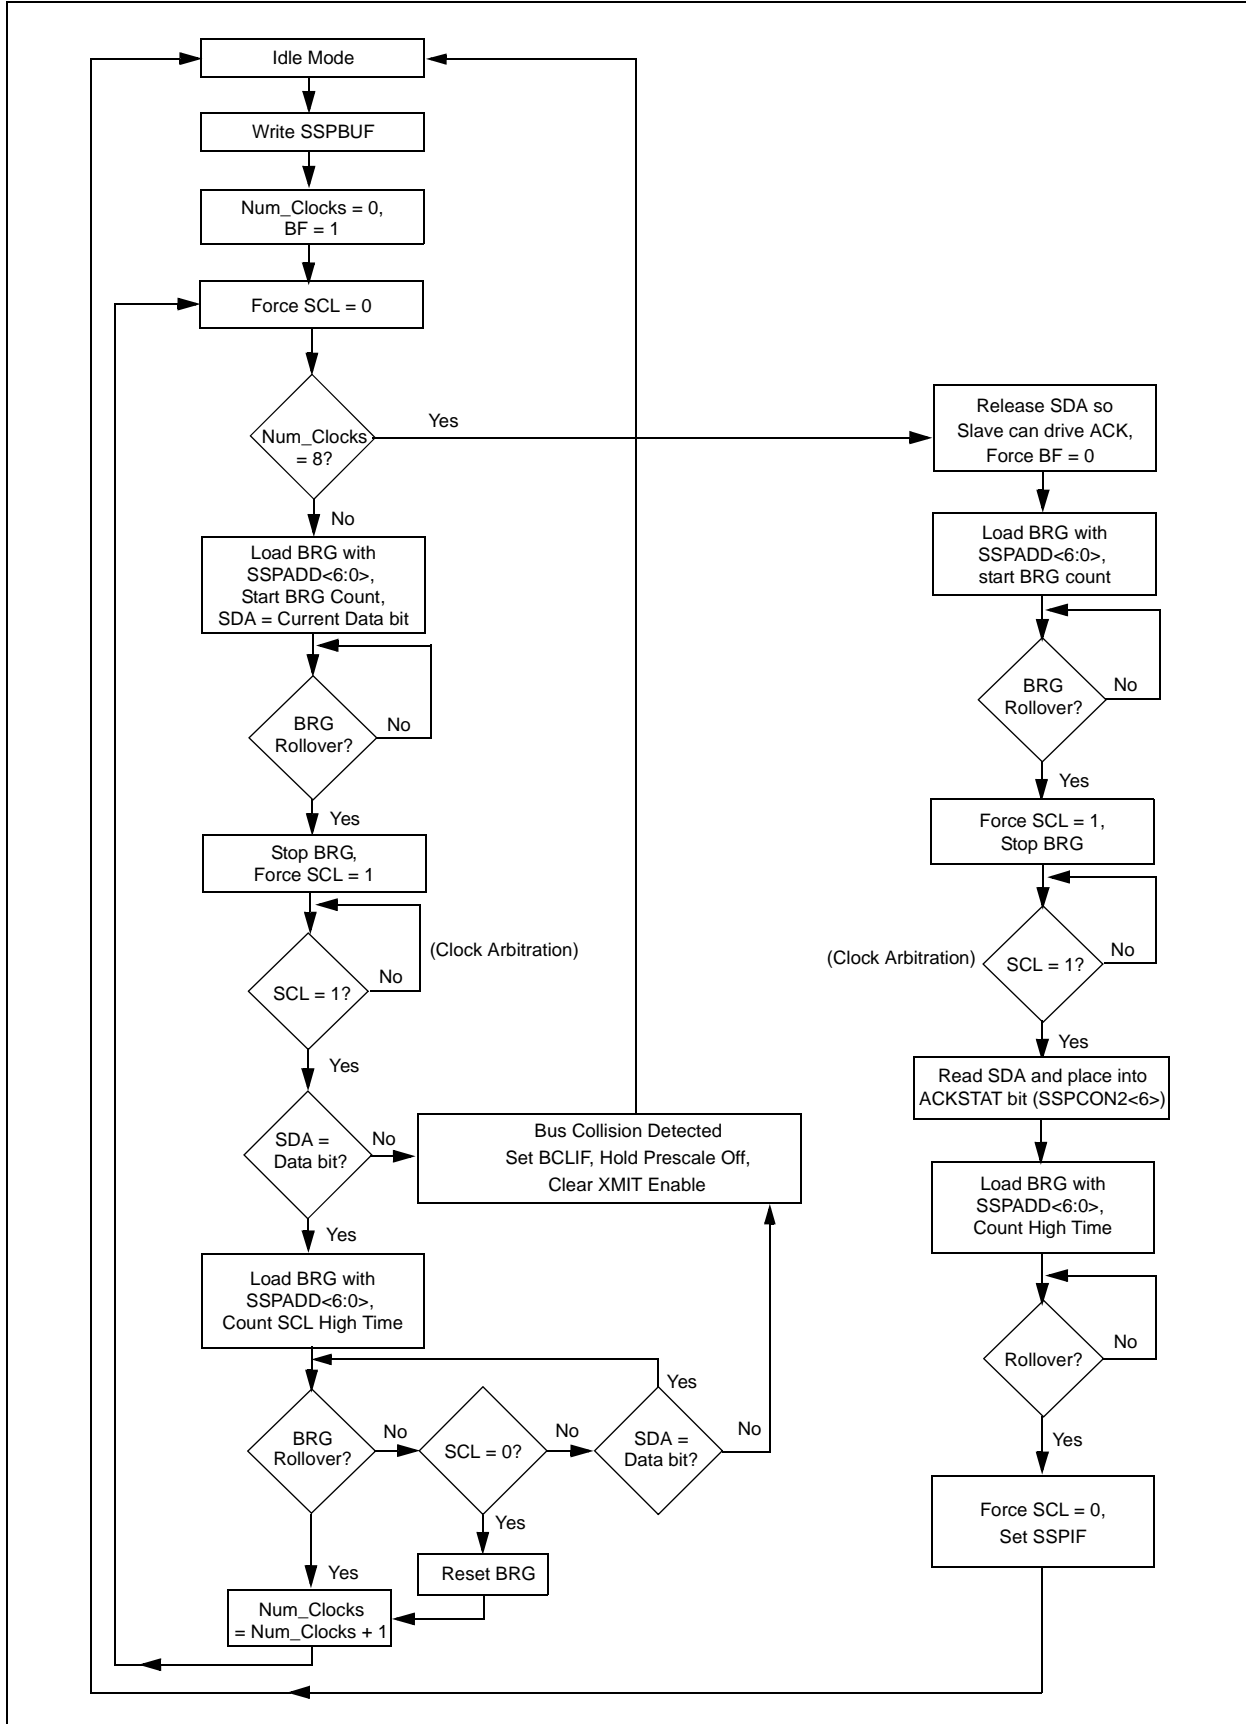 Idle Mode
Write SSPBUF
Num_Clocks = 0,
BF = 1
Force SCL = 0
Num_Clocks
= 8?
Yes
No
Load BRG with
SSPADD<6:0>,
Start BRG Count,
SDA = Current Data bit
BRG
Rollover?
No
Yes
Stop BRG,
Force SCL = 1
SCL = 1?
No
(Clock Arbitration)
Yes
SDA =
Data bit?
No
Bus Collision Detected
Set BCLIF, Hold Prescale Off,
Clear XMIT Enable
Yes
Load BRG with
SSPADD<6:0>,
Count SCL High Time
BRG
Rollover?
No
SCL = 0?
No
SDA =
Data bit?
Yes
No
Yes
Reset BRG
Yes
Num_Clocks
= Num_Clocks + 1
Release SDA so
Slave can drive ACK,
Force BF = 0
Load BRG with
SSPADD<6:0>,
start BRG count
BRG
Rollover?
No
Yes
Force SCL = 1,
Stop BRG
(Clock Arbitration)
SCL = 1?
No
Yes
Read SDA and place into
ACKSTAT bit (SSPCON2<6>)
Load BRG with
SSPADD<6:0>,
Count High Time
Rollover?
No
Yes
Force SCL = 0,
Set SSPIF